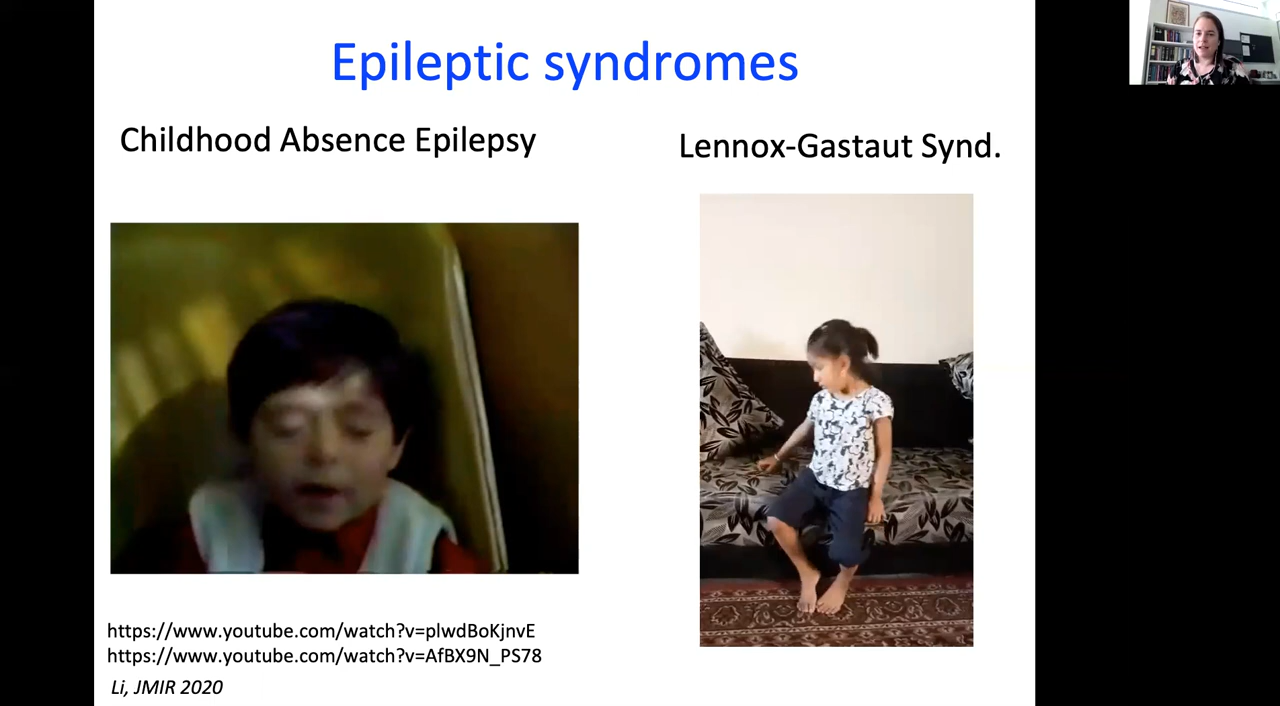 Epileptic syndromes
Childhood Absence Epilepsy
Lennox-Gastaut Synd.
https://www.youtube.com/watch?v=plwdBoKjnvE
https://www.youtube.com/watch?v=AfBX9N_PS78
Li, JMIR 2020